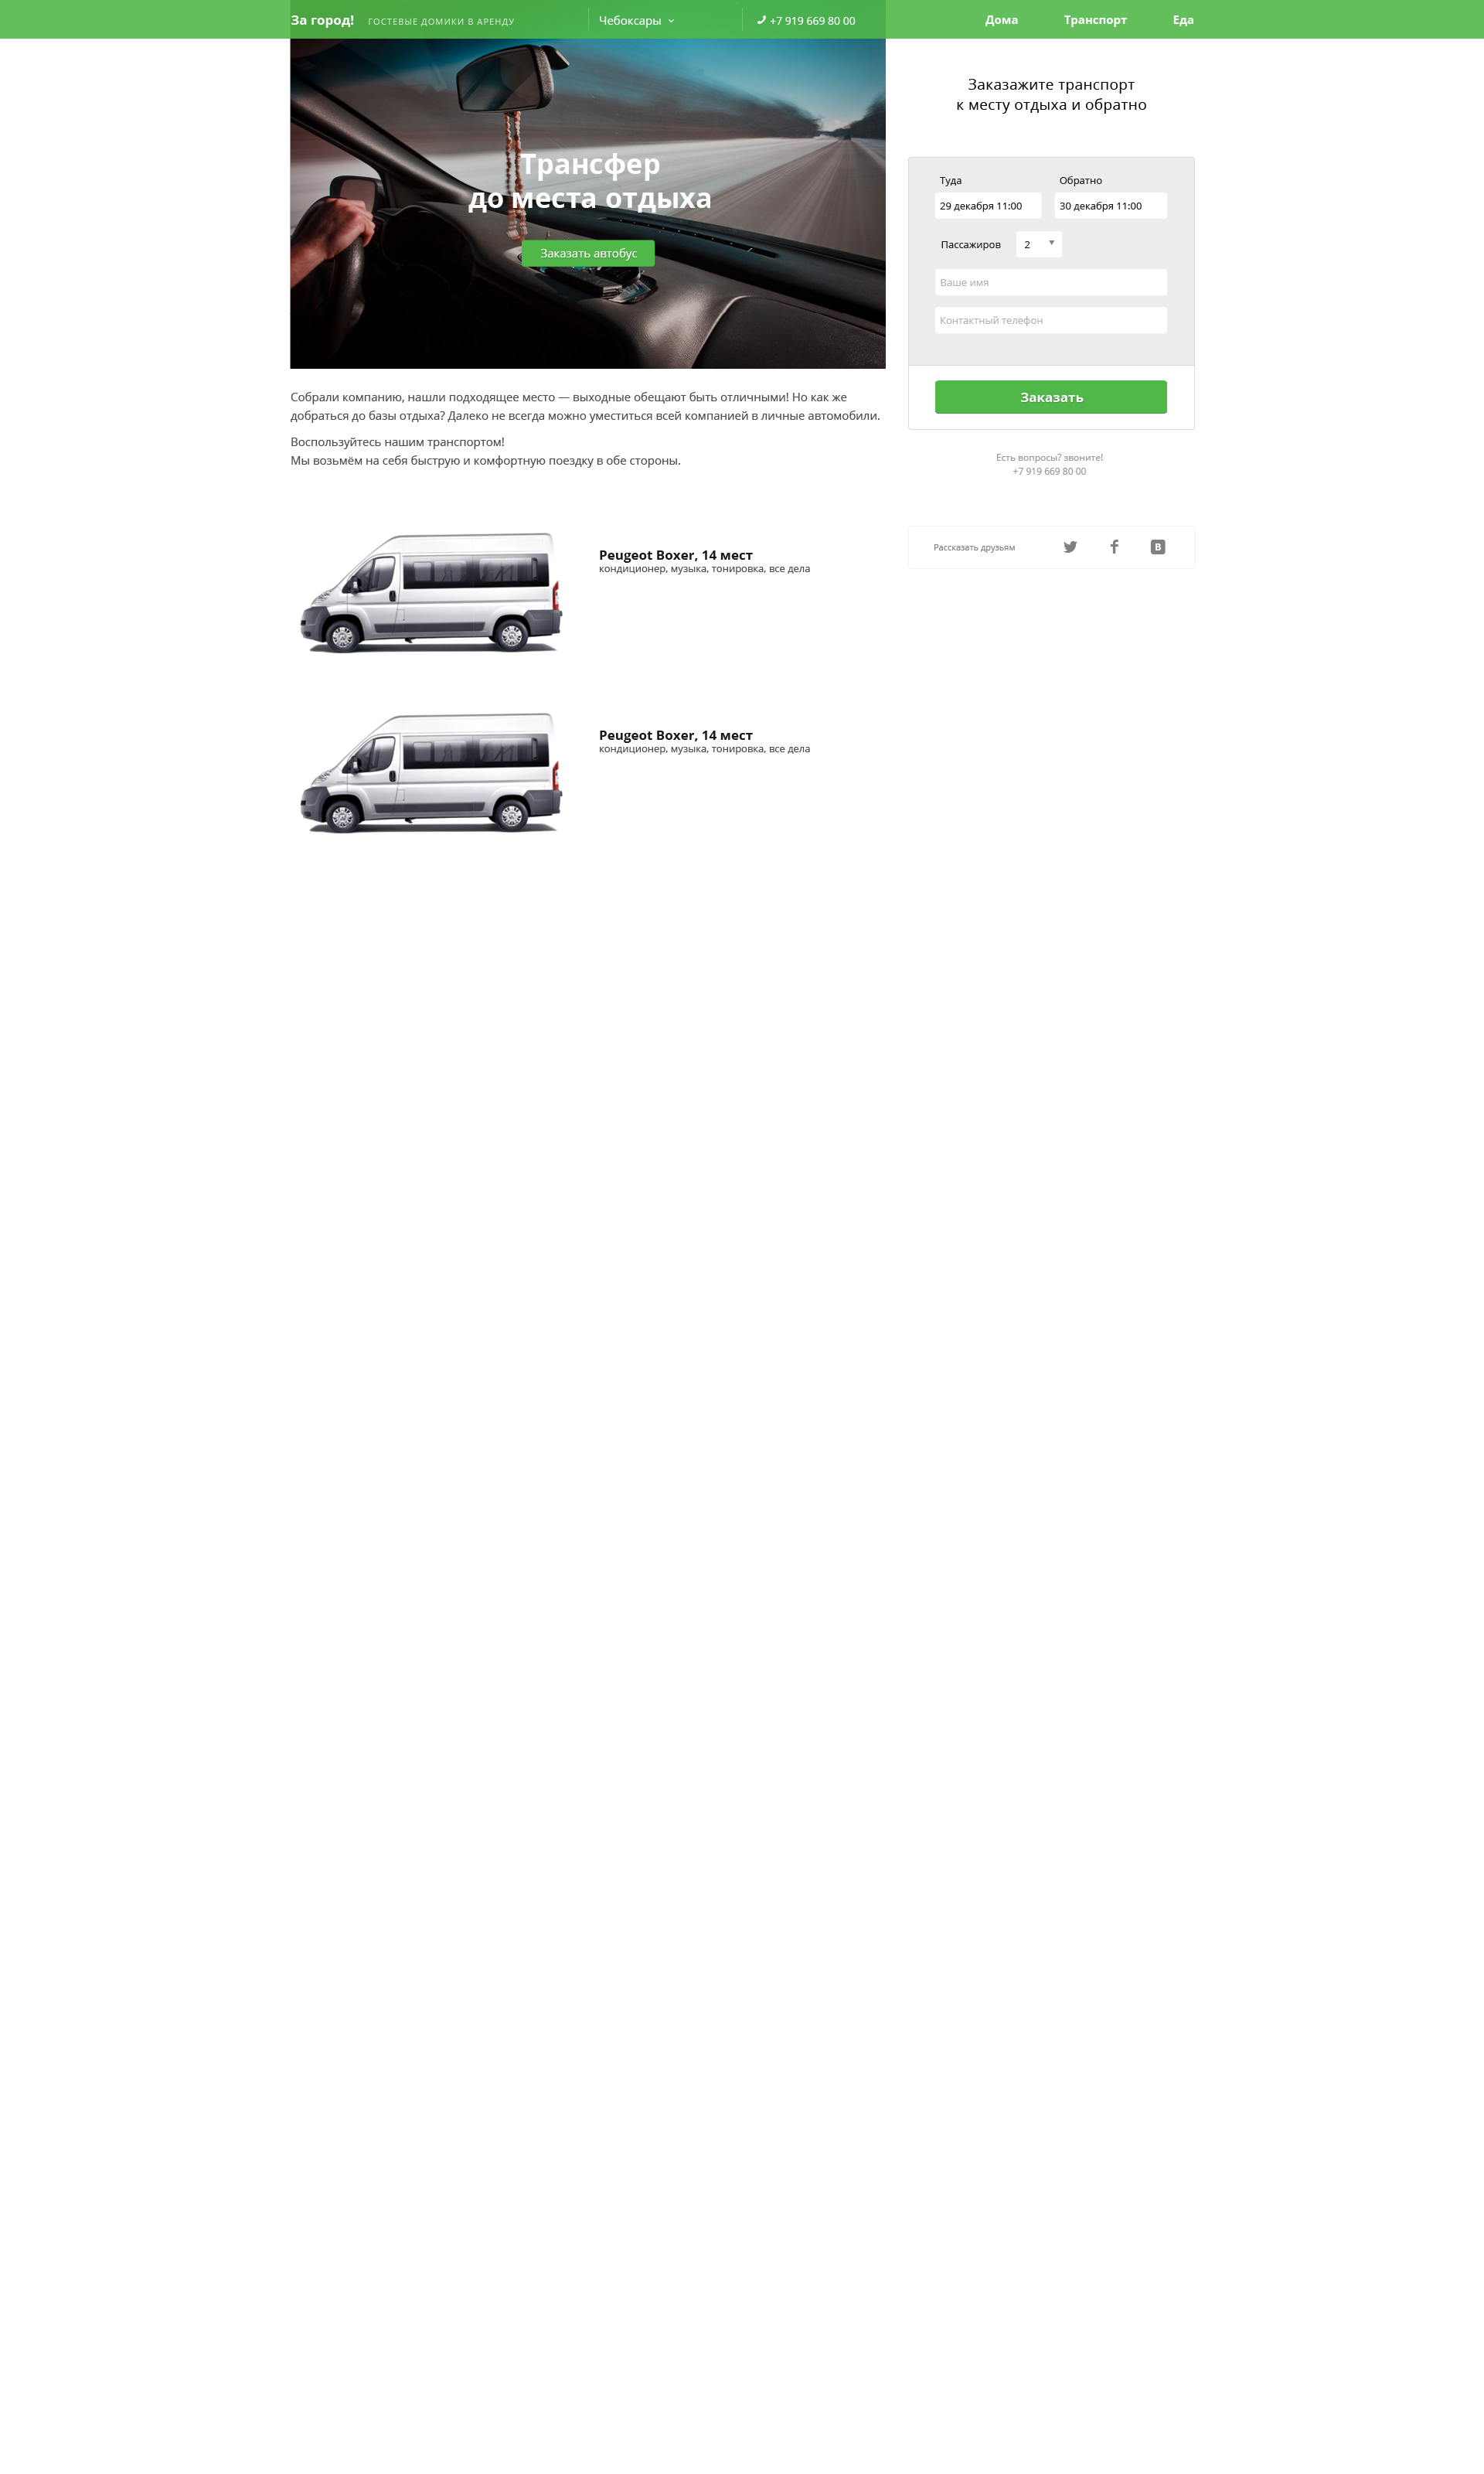 За город! ГОСТЕВЫЕ ДОМИКИ В АРЕНДУ Чебоксары +7 919 669 80 00 Дома Транспорт Еда
Трансфер
до места отдыха
Заказать автобус
Собрали компанию, нашли подходящее место — выходные обещают быть отличными! Но как же
добраться до базы отдыха? Далеко не всегда можно уместиться всей компанией в личные автомобили.
Воспользуйтесь нашим транспортом!
Мы возьмём на себя быструю и комфортную поездку в обе стороны.
Peugeot Boxer, 14 мест
кондиционер, музыка, тонировка, все дела
Peugeot Boxer, 14 мест
кондиционер, музыка, тонировка, все дела
Заказажите транспорт
к месту отдыха и обратно
Туда Обратно
29 декабря 11:00 30 декабря 11:00
Пассажиров 2
Ваше имя
Контактный телефон
Заказать
Есть вопросы? звоните!
+7 919 669 80 00
Рассказать друзьям